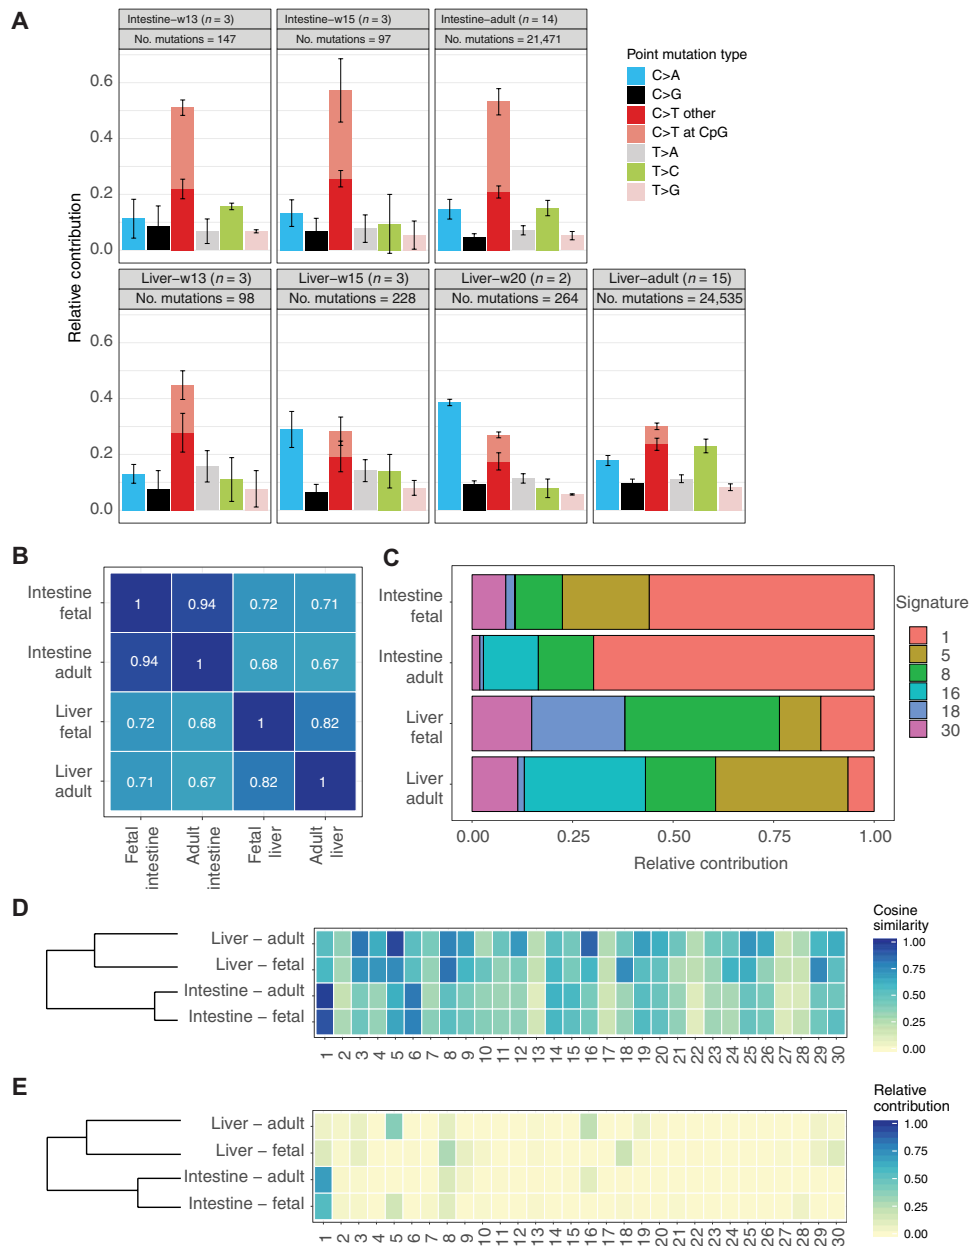 A
Intestine–w13 (n = 3)
No. mutations = 147
Intestine–w15 (n = 3)
No. mutations = 97
Intestine–adult (n = 14)
No. mutations = 21,471
Point mutation type
C>A
C>G
C>T other
C>T at CpG
T>A
T>C
T>G
Relative contribution
0.6
0.4
0.2
0.0
Liver–w13 (n = 3)
No. mutations = 98
Liver–w15 (n = 3)
No. mutations = 228
Liver–w20 (n = 2)
No. mutations = 264
Liver–adult (n = 15)
No. mutations = 24,535
0.6
0.4
0.2
0.0
B
Intestine
fetal
1 0.94 0.72 0.71
Intestine
adult
0.94 1 0.68 0.67
Liver
fetal
0.72 0.68 1 0.82
Liver
adult
0.71 0.67 0.82 1
Fetal
intestine
Adult
intestine
Fetal
liver
Adult
liver
C
Intestine
fetal
Intestine
adult
Liver
fetal
Liver
adult
0.00 0.25 0.50 0.75 1.00
Relative contribution
Signature
1
5
8
16
18
30
D
Liver – adult
Liver – fetal
Intestine – adult
Intestine – fetal
1 2 3 4 5 6 7 8 9 10 11 12 13 14 15 16 17 18 19 20 21 22 23 24 25 26 27 28 29 30
Cosine
similarity
1.00
0.75
0.50
0.25
0.00
E
Liver – adult
Liver – fetal
Intestine – adult
Intestine – fetal
1 2 3 4 5 6 7 8 9 10 11 12 13 14 15 16 17 18 19 20 21 22 23 24 25 26 27 28 29 30
Relative
contribution
1.00
0.75
0.50
0.25
0.00